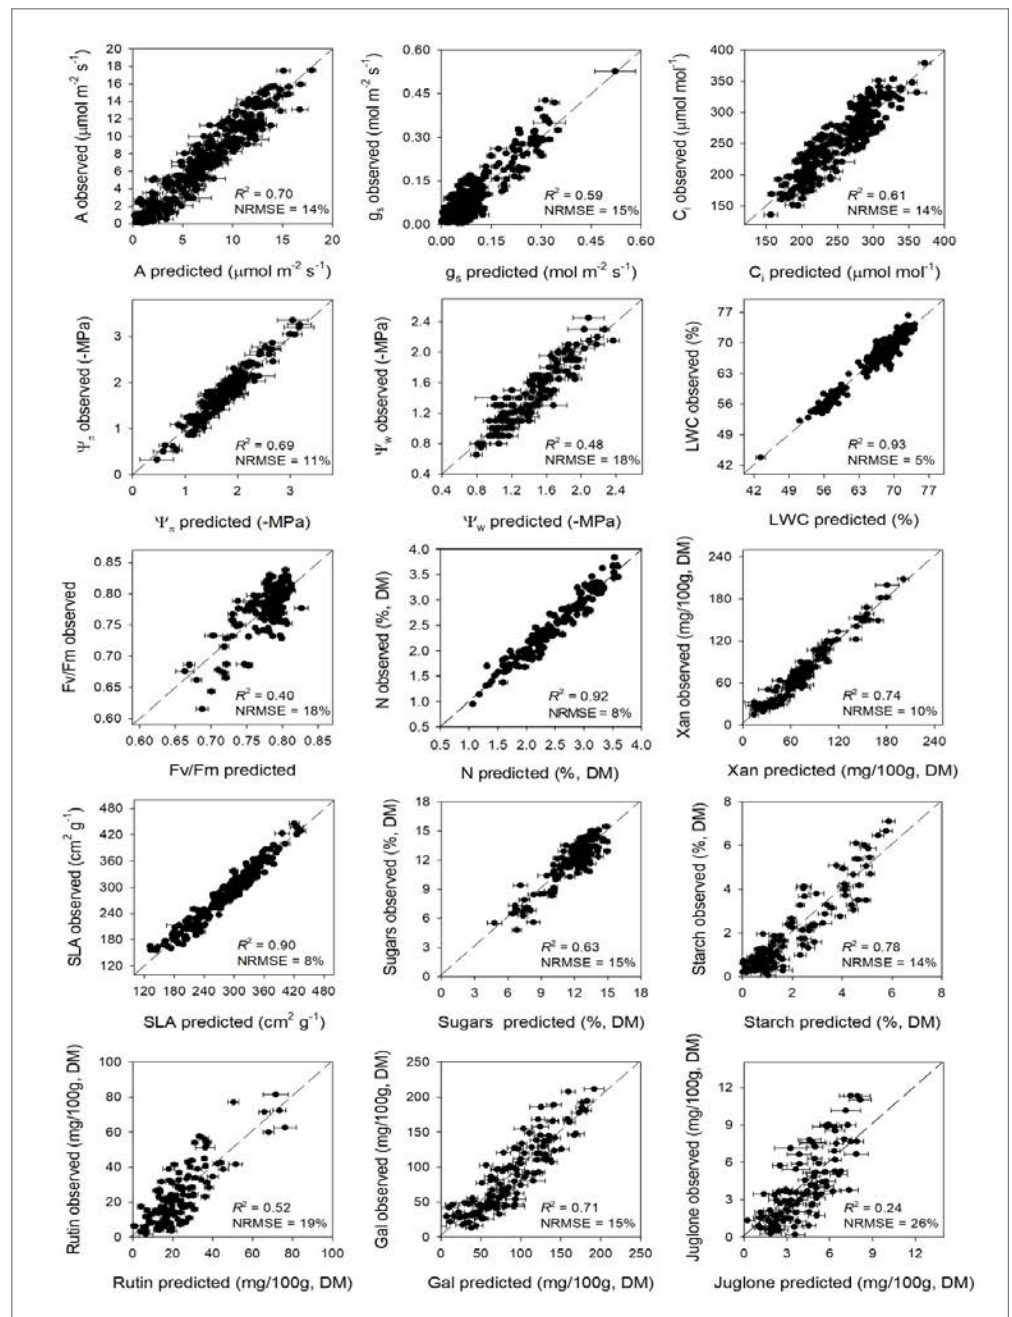 A observed (μmol m⁻² s⁻¹)
20
18
16
14
12
10
8
6
4
2
0
R² = 0.70
NRMSE = 14%
0 5 10 15 20
A predicted (μmol m⁻² s⁻¹)
gₛ observed (mol m⁻² s⁻¹)
0.60
0.45
0.30
0.15
0.00
R² = 0.59
NRMSE = 15%
0.00 0.15 0.30 0.45 0.60
gₛ predicted (mol m⁻² s⁻¹)
Cᵢ observed (μmol mol⁻¹)
400
350
300
250
200
150
R² = 0.61
NRMSE = 14%
150 200 250 300 350 400
Cᵢ predicted (μmol mol⁻¹)
Ψπ observed (-MPa)
3
2
1
0
R² = 0.69
NRMSE = 11%
0 1 2 3
Ψπ predicted (-MPa)
Ψw observed (-MPa)
2.4
2.0
1.6
1.2
0.8
0.4
R² = 0.48
NRMSE = 18%
0.4 0.8 1.2 1.6 2.0 2.4
Ψw predicted (-MPa)
LWC observed (%)
77
70
63
56
49
42
R² = 0.93
NRMSE = 5%
42 49 56 63 70 77
LWC predicted (%)
Fv/Fm observed
0.85
0.80
0.75
0.70
0.65
0.60
R² = 0.40
NRMSE = 18%
0.60 0.65 0.70 0.75 0.80 0.85
Fv/Fm predicted
N observed (%, DM)
4.0
3.5
3.0
2.5
2.0
1.5
1.0
0.5
R² = 0.92
NRMSE = 8%
0.5 1.0 1.5 2.0 2.5 3.0 3.5 4.0
N predicted (%, DM)
Xan observed (mg/100g, DM)
240
180
120
60
0
R² = 0.74
NRMSE = 10%
0 60 120 180 240
Xan predicted (mg/100g, DM)
SLA observed (cm² g⁻¹)
480
420
360
300
240
180
120
R² = 0.90
NRMSE = 8%
120 180 240 300 360 420 480
SLA predicted (cm² g⁻¹)
Sugars observed (%, DM)
18
15
12
9
6
3
0
R² = 0.63
NRMSE = 15%
0 3 6 9 12 15 18
Sugars predicted (%, DM)
Starch observed (%, DM)
8
6
4
2
0
R² = 0.78
NRMSE = 14%
0 2 4 6 8
Starch predicted (%, DM)
Rutin observed (mg/100g, DM)
100
80
60
40
20
0
R² = 0.52
NRMSE = 19%
0 20 40 60 80 100
Rutin predicted (mg/100g, DM)
Gal observed (mg/100g, DM)
250
200
150
100
50
0
R² = 0.71
NRMSE = 15%
0 50 100 150 200 250
Gal predicted (mg/100g, DM)
Juglone observed (mg/100g, DM)
12
9
6
3
0
R² = 0.24
NRMSE = 26%
0 3 6 9 12
Juglone predicted (mg/100g, DM)